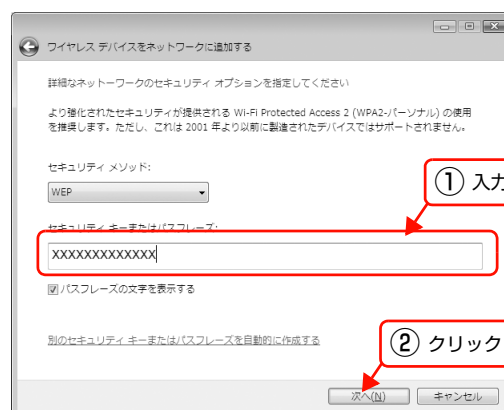 ワイヤレス デバイスをネットワークに追加する
詳細なネットーワークのセキュリティ オプションを指定してください
より強化されたセキュリティが提供される Wi-Fi Protected Access 2 (WPA2-パーソナル) の使用
を推奨します。ただし、これは 2001 年より以前に製造されたデバイスではサポートされません。
セキュリティ メソッド:
WEP
① 入力
セキュリティ キーまたはパスフレーズ:
XXXXXXXXXXXXX
パスフレーズの文字を表示する
別のセキュリティ キーまたはパスフレーズを自動的に作成する
② クリック
次へ(N)
キャンセル